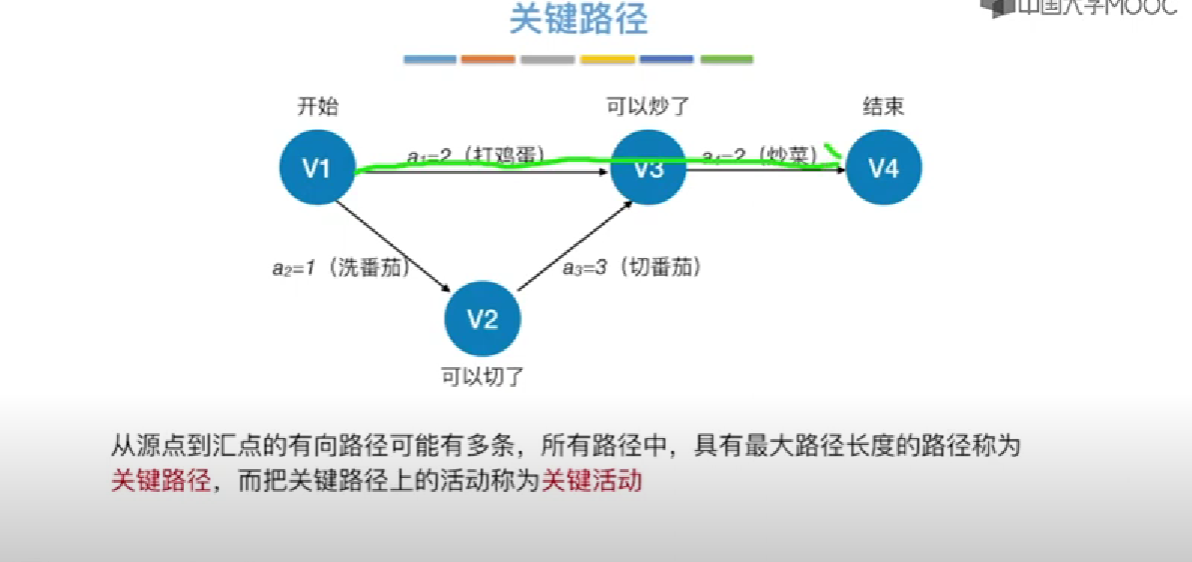 中国大学MOOC
关键路径
开始
可以炒了
结束
a₁=2（打鸡蛋）
a₄=2（炒菜）
V1
V3
V4
a₂=1（洗番茄）
a₃=3（切番茄）
V2
可以切了
从源点到汇点的有向路径可能有多条，所有路径中，具有最大路径长度的路径称为
关键路径，而把关键路径上的活动称为关键活动